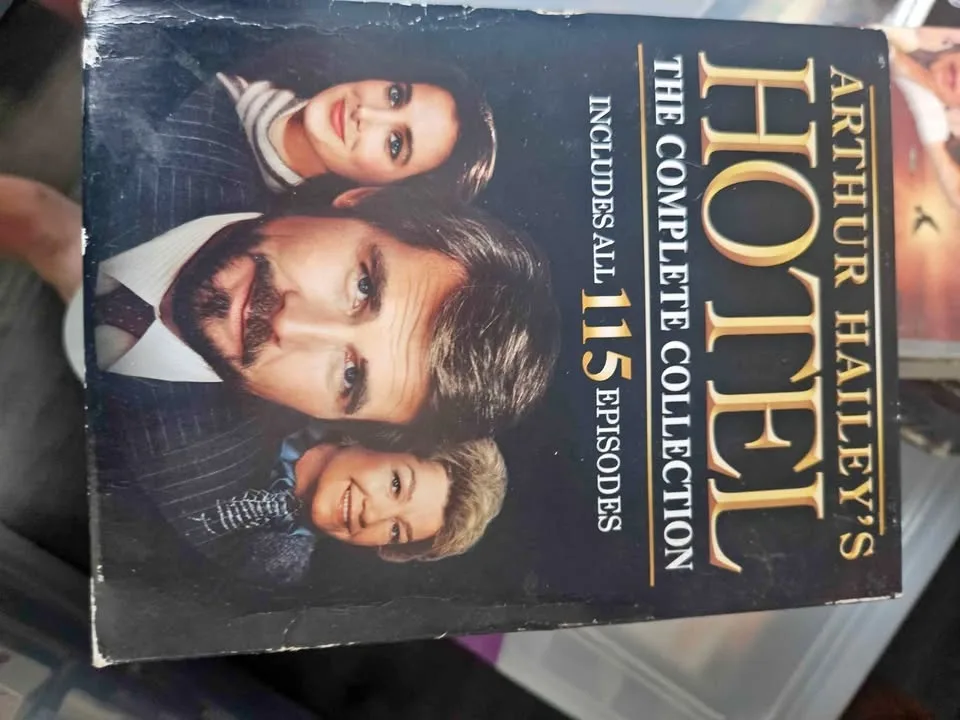 ARTHUR HAILEY'S
HOTEL
THE COMPLETE COLLECTION
INCLUDES ALL 115 EPISODES